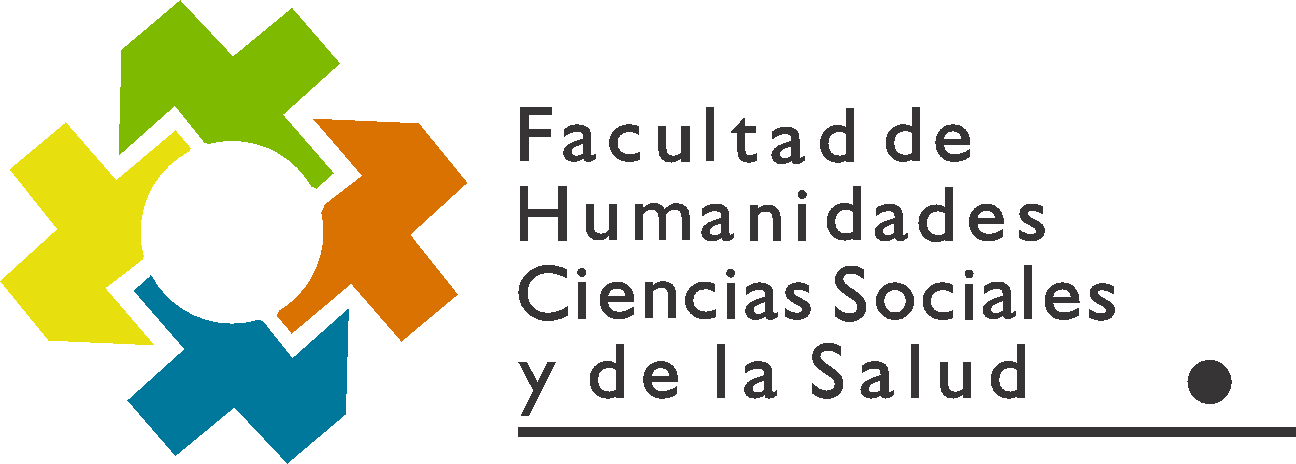 Facultad de
Humanidades
Ciencias Sociales
y de la Salud